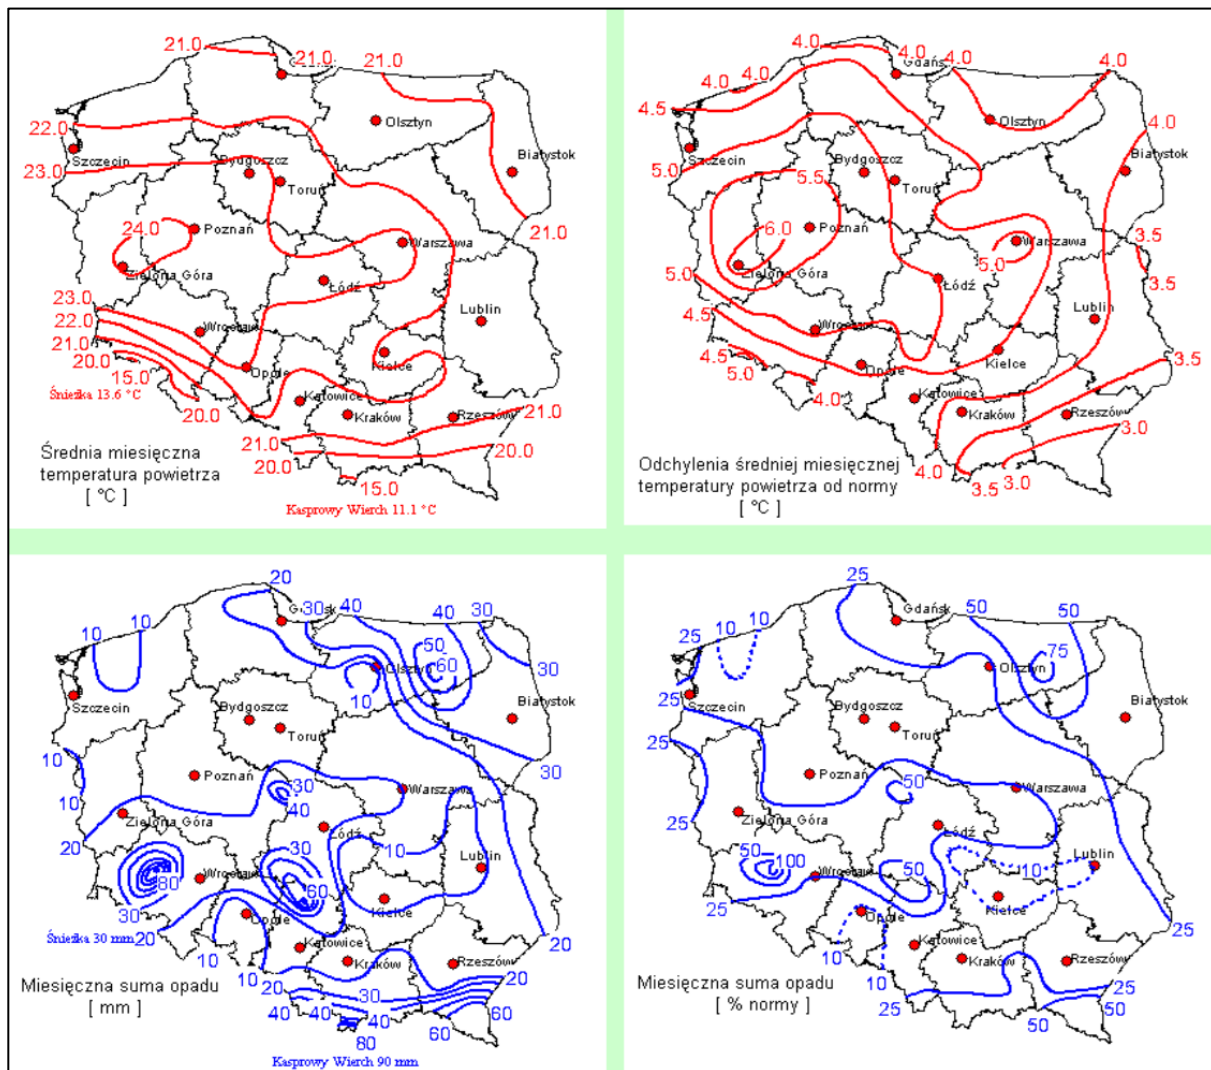 21.0
21.0
21.0
22.0
Olsztyn
Szczecin
23.0
Bydgoszcz
Toruń
Białystok
24.0
Poznań
Warszawa
21.0
Zielona Góra
Łódź
23.0
22.0
21.0
20.0
15.0
Śnieżka 13.6 °C
Wrocław
Lublin
Opole
Kielce
20.0
Katowice
Kraków
Rzeszów
21.0
21.0
20.0
20.0
15.0
Średnia miesięczna
temperatura powietrza
[ °C ]
Kasprowy Wierch 11.1 °C
4.0
4.0
4.0
4.0
4.0
4.5
Gdańsk
Olsztyn
4.0
Szczecin
5.0
Bydgoszcz
5.5
Toruń
Białystok
6.0
Poznań
Warszawa
5.0
3.5
Zielona Góra
5.0
Łódź
3.5
4.5
Wrocław
Lublin
4.5
5.0
Opole
Kielce
3.5
4.0
Katowice
Kraków
Rzeszów
3.0
4.0
3.5
3.0
Odchylenia średniej miesięcznej
temperatury powietrza od normy
[ °C ]
20
30
40
40
30
10
10
Gdańsk
50
60
30
Olsztyn
10
Szczecin
Bydgoszcz
Toruń
Białystok
10
10
Poznań
30
40
Warszawa
30
Zielona Góra
20
Łódź
30
10
Lublin
80
Wrocław
60
30
Kielce
Śnieżka 30 mm
20
Opole
20
10
10
Katowice
Kraków
Rzeszów
20
20
30
30
40
40
40
40
60
60
80
Miesięczna suma opadu
[ mm ]
Kasprowy Wierch 90 mm
25
50
50
25
10
10
Gdańsk
75
Olsztyn
25
Szczecin
Bydgoszcz
Toruń
Białystok
25
Poznań
50
Warszawa
25
Zielona Góra
25
Łódź
50
100
50
10
Lublin
Wrocław
Kielce
25
Opole
25
10
Katowice
Kraków
Rzeszów
10
25
25
50
50
Miesięczna suma opadu
[ % normy ]